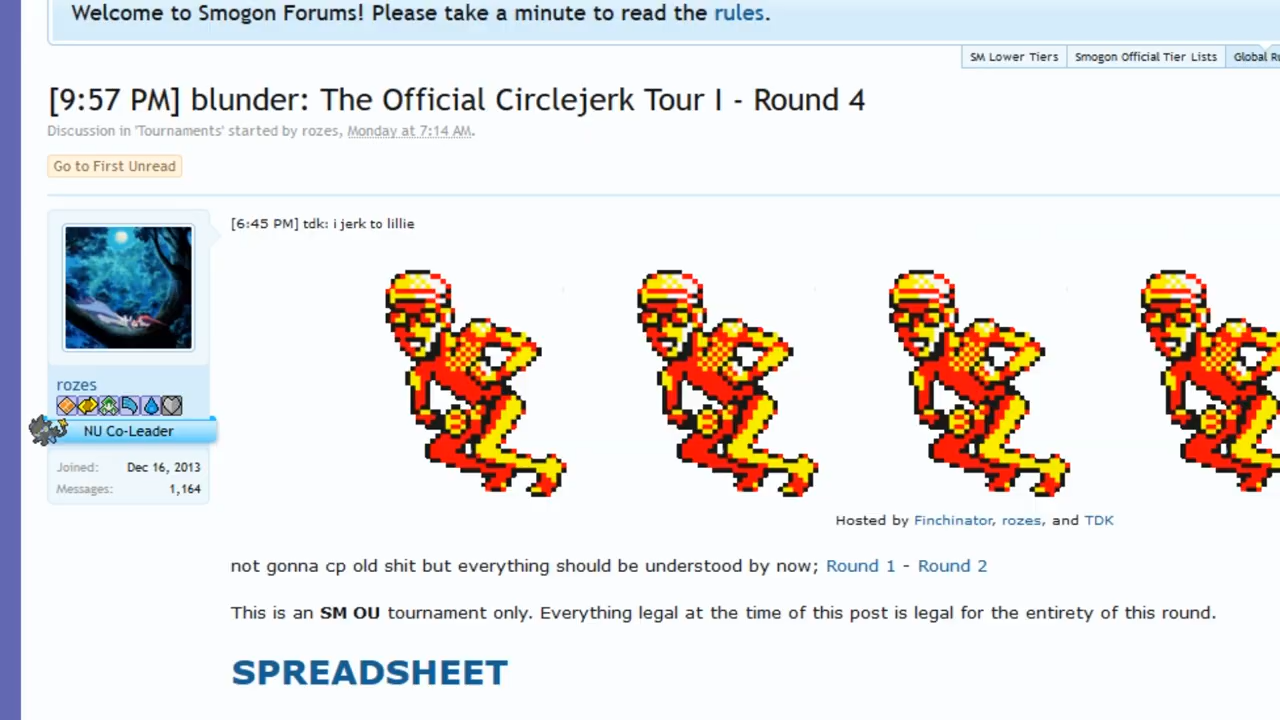 Welcome to Smogon Forums! Please take a minute to read the rules.
SM Lower Tiers
Smogon Official Tier Lists
Global
[9:57 PM] blunder: The Official Circlejerk Tour I - Round 4
Discussion in 'Tournaments' started by rozes, Monday at 7:14 AM.
Go to First Unread
[6:45 PM] tdk: i jerk to lillie
rozes
NU Co-Leader
Joined: Dec 16, 2013
Messages: 1,164
Hosted by Finchinator, rozes, and TDK
not gonna cp old shit but everything should be understood by now; Round 1 - Round 2
This is an SM OU tournament only. Everything legal at the time of this post is legal for the entirety of this round.
SPREADSHEET